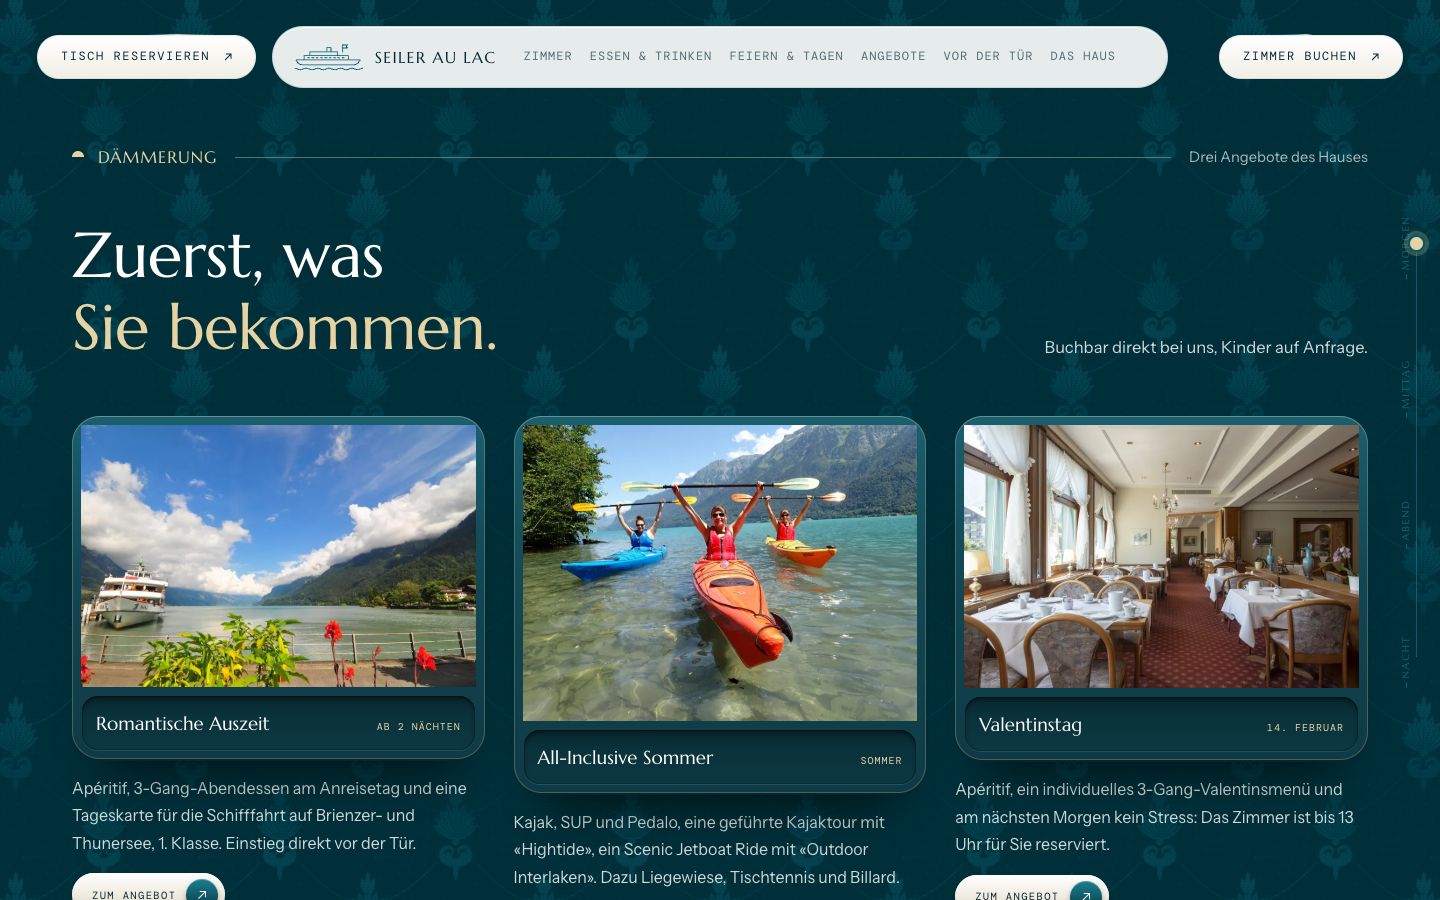 TISCH RESERVIEREN ↗
SEILER AU LAC
ZIMMER ESSEN & TRINKEN FEIERN & TAGEN ANGEBOTE VOR DER TÜR DAS HAUS
ZIMMER BUCHEN ↗
DÄMMERUNG
Drei Angebote des Hauses
Zuerst, was
Sie bekommen.
Buchbar direkt bei uns, Kinder auf Anfrage.
MORGEN
MITTAG
ABEND
NACHT
Romantische Auszeit
AB 2 NÄCHTEN
Apéritif, 3-Gang-Abendessen am Anreisetag und eine
Tageskarte für die Schifffahrt auf Brienzer- und
Thunersee, 1. Klasse. Einstieg direkt vor der Tür.
ZUM ANGEBOT ↗
All-Inclusive Sommer
SOMMER
Kajak, SUP und Pedalo, eine geführte Kajaktour mit
«Hightide», ein Scenic Jetboat Ride mit «Outdoor
Interlaken». Dazu Liegewiese, Tischtennis und Billard.
Valentinstag
14. FEBRUAR
Apéritif, ein individuelles 3-Gang-Valentinsmenü und
am nächsten Morgen kein Stress: Das Zimmer ist bis 13
Uhr für Sie reserviert.
ZUM ANGEBOT ↗